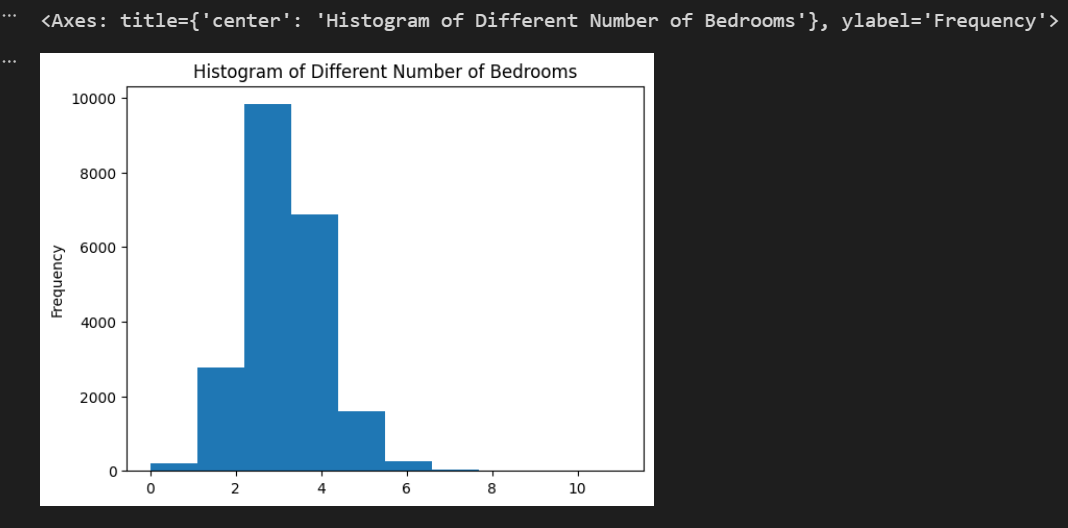 <Axes: title={'center': 'Histogram of Different Number of Bedrooms'}, ylabel='Frequency'>
Histogram of Different Number of Bedrooms
10000
8000
6000
4000
2000
0
Frequency
0 2 4 6 8 10